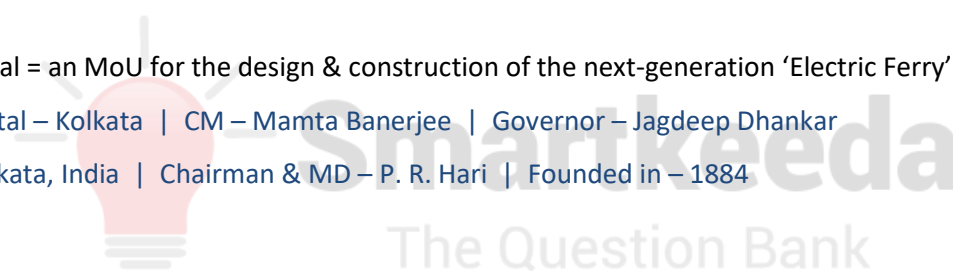 al = an MoU for the design & construction of the next-generation ‘Electric Ferry’
tal – Kolkata | CM – Mamta Banerjee | Governor – Jagdeep Dhankar
kata, India | Chairman & MD – P. R. Hari | Founded in – 1884
Smartkeeda
The Question Bank